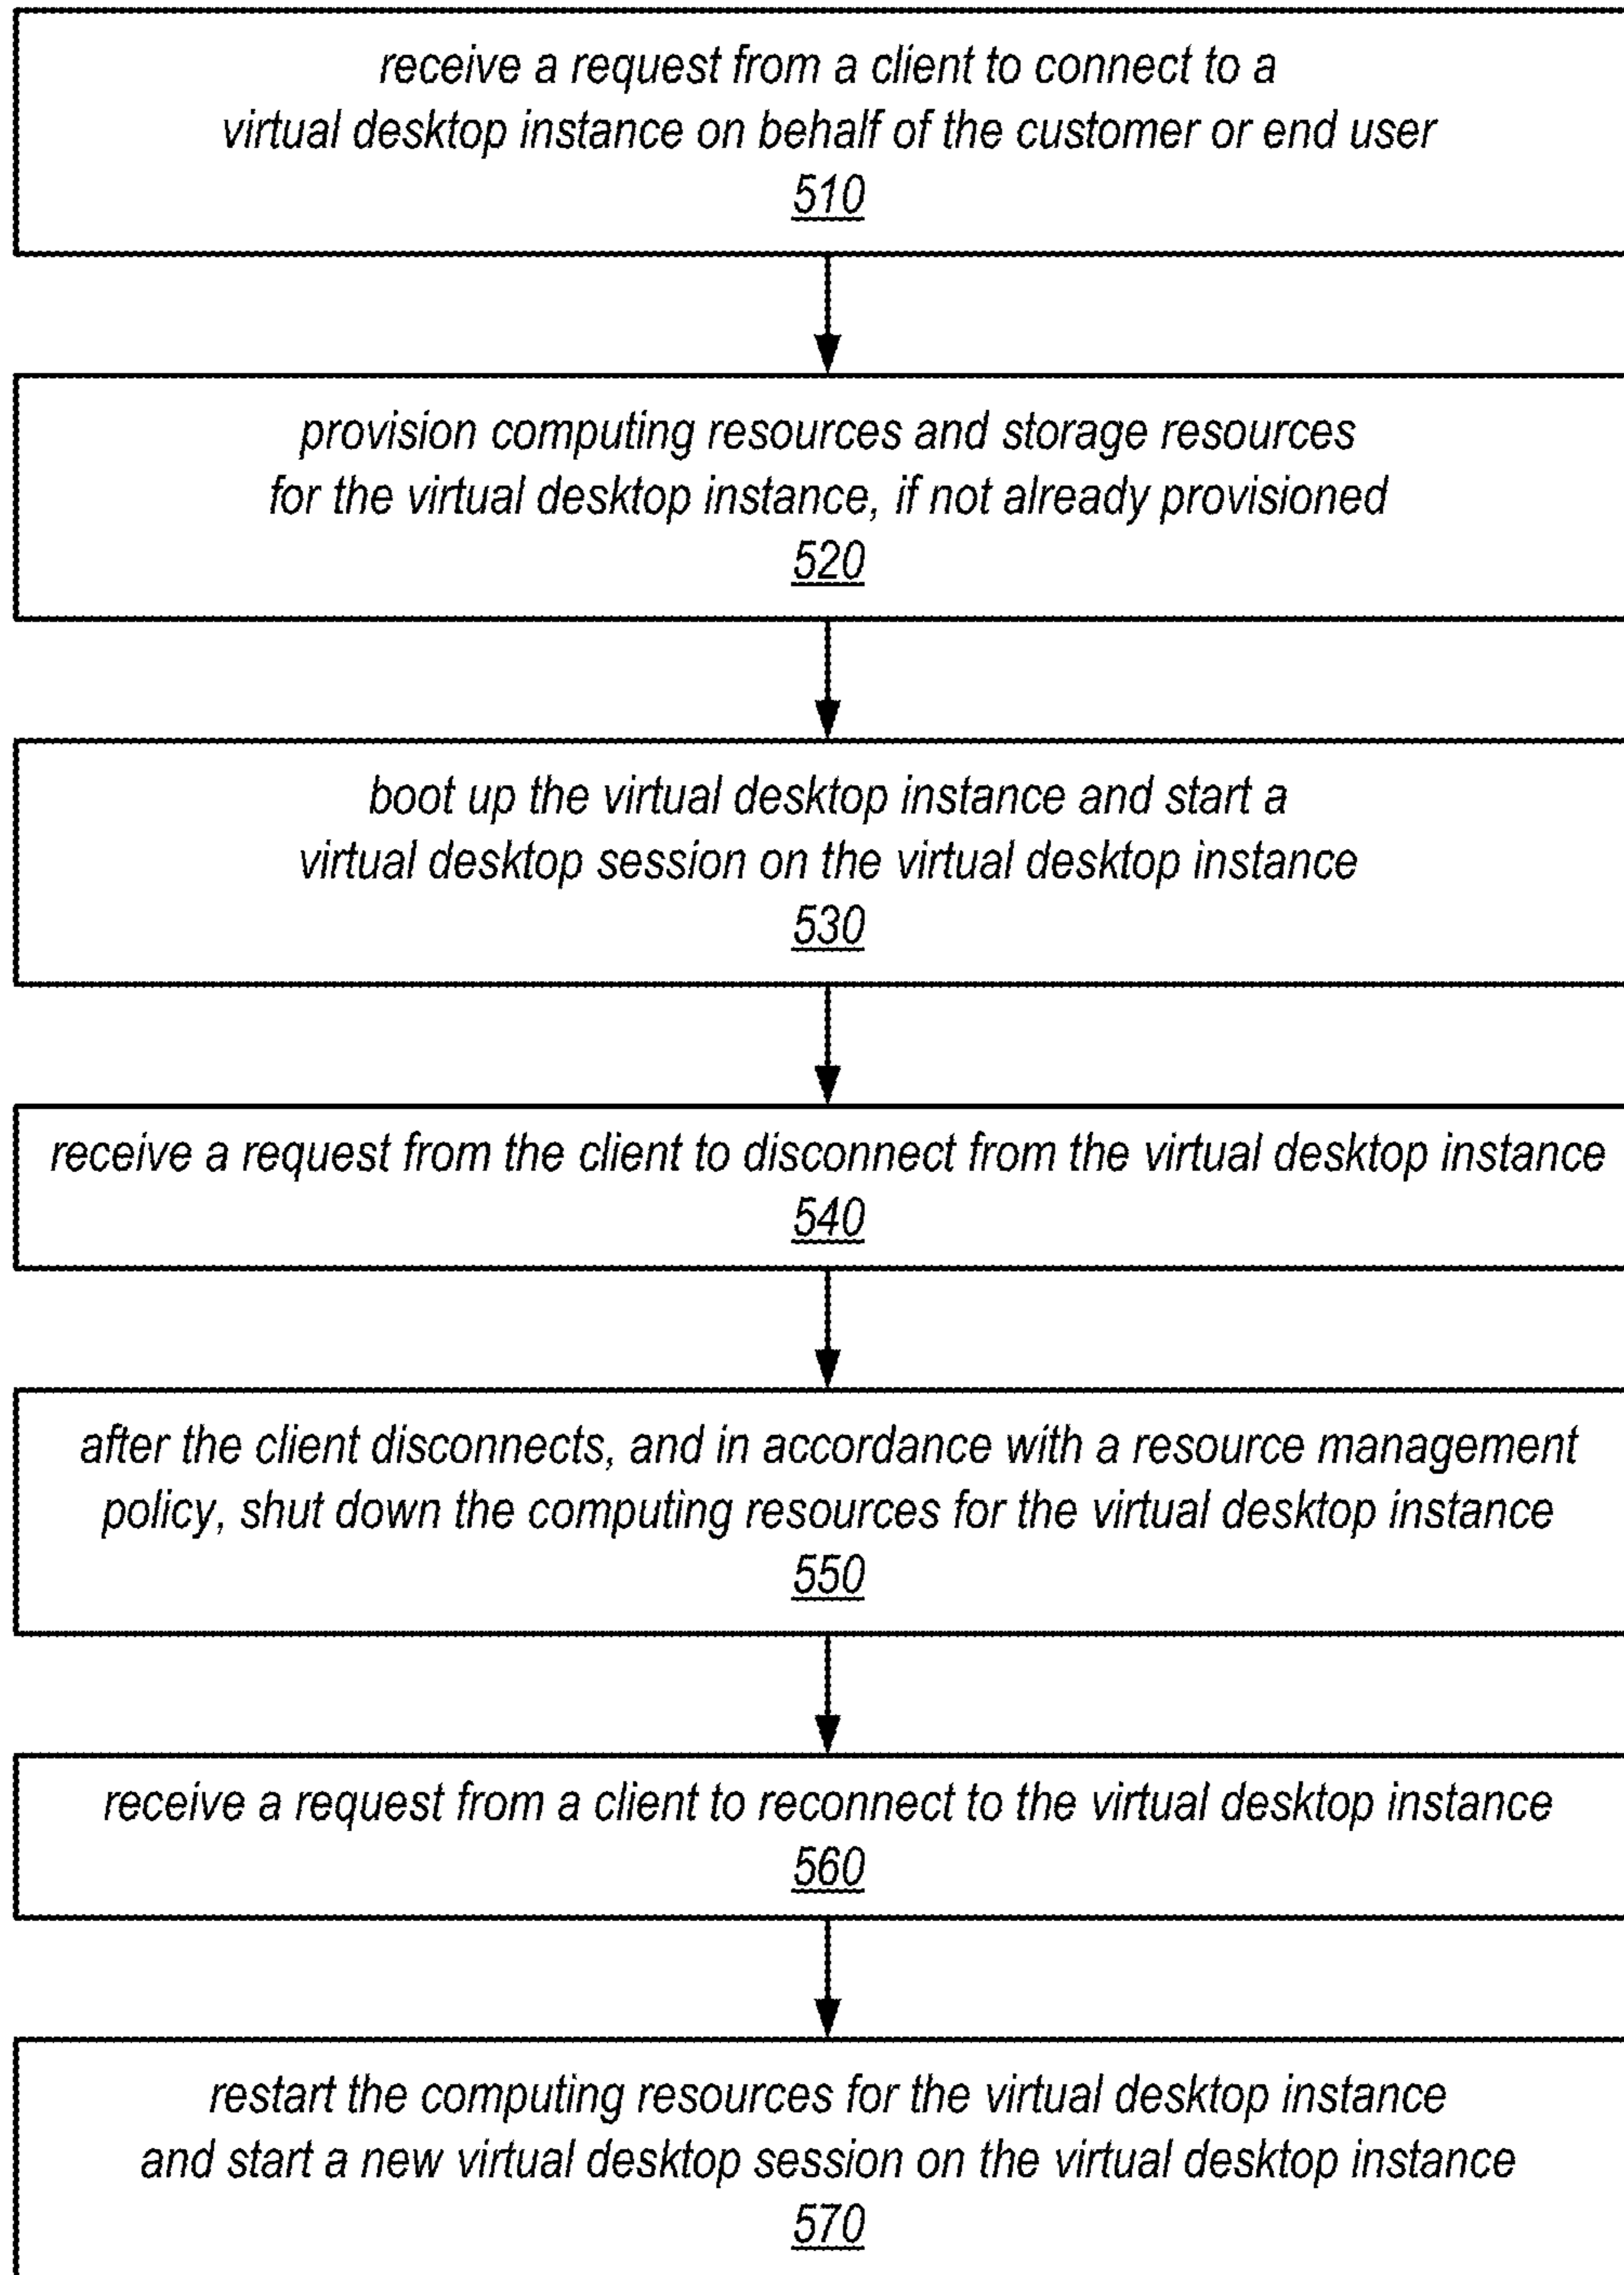 receive a request from a client to connect to a
virtual desktop instance on behalf of the customer or end user
510
provision computing resources and storage resources
for the virtual desktop instance, if not already provisioned
520
boot up the virtual desktop instance and start a
virtual desktop session on the virtual desktop instance
530
receive a request from the client to disconnect from the virtual desktop instance
540
after the client disconnects, and in accordance with a resource management
policy, shut down the computing resources for the virtual desktop instance
550
receive a request from a client to reconnect to the virtual desktop instance
560
restart the computing resources for the virtual desktop instance
and start a new virtual desktop session on the virtual desktop instance
570